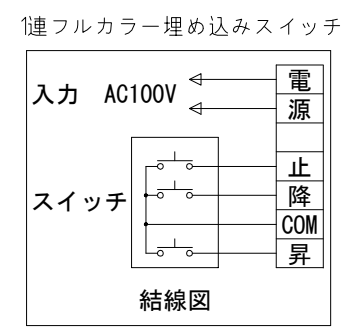 1連フルカラー埋め込みスイッチ
入力 AC100V
電
源
スイッチ
止
降
COM
昇
結線図